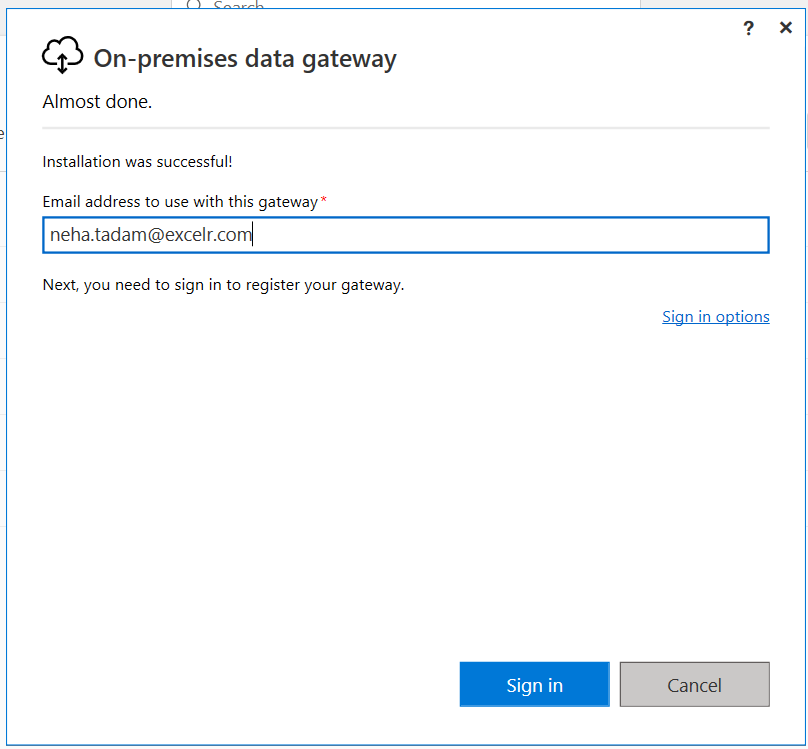 Search
? ×
On-premises data gateway
Almost done.
Installation was successful!
Email address to use with this gateway*
neha.tadam@excelr.com
Next, you need to sign in to register your gateway.
Sign in options
Sign in
Cancel